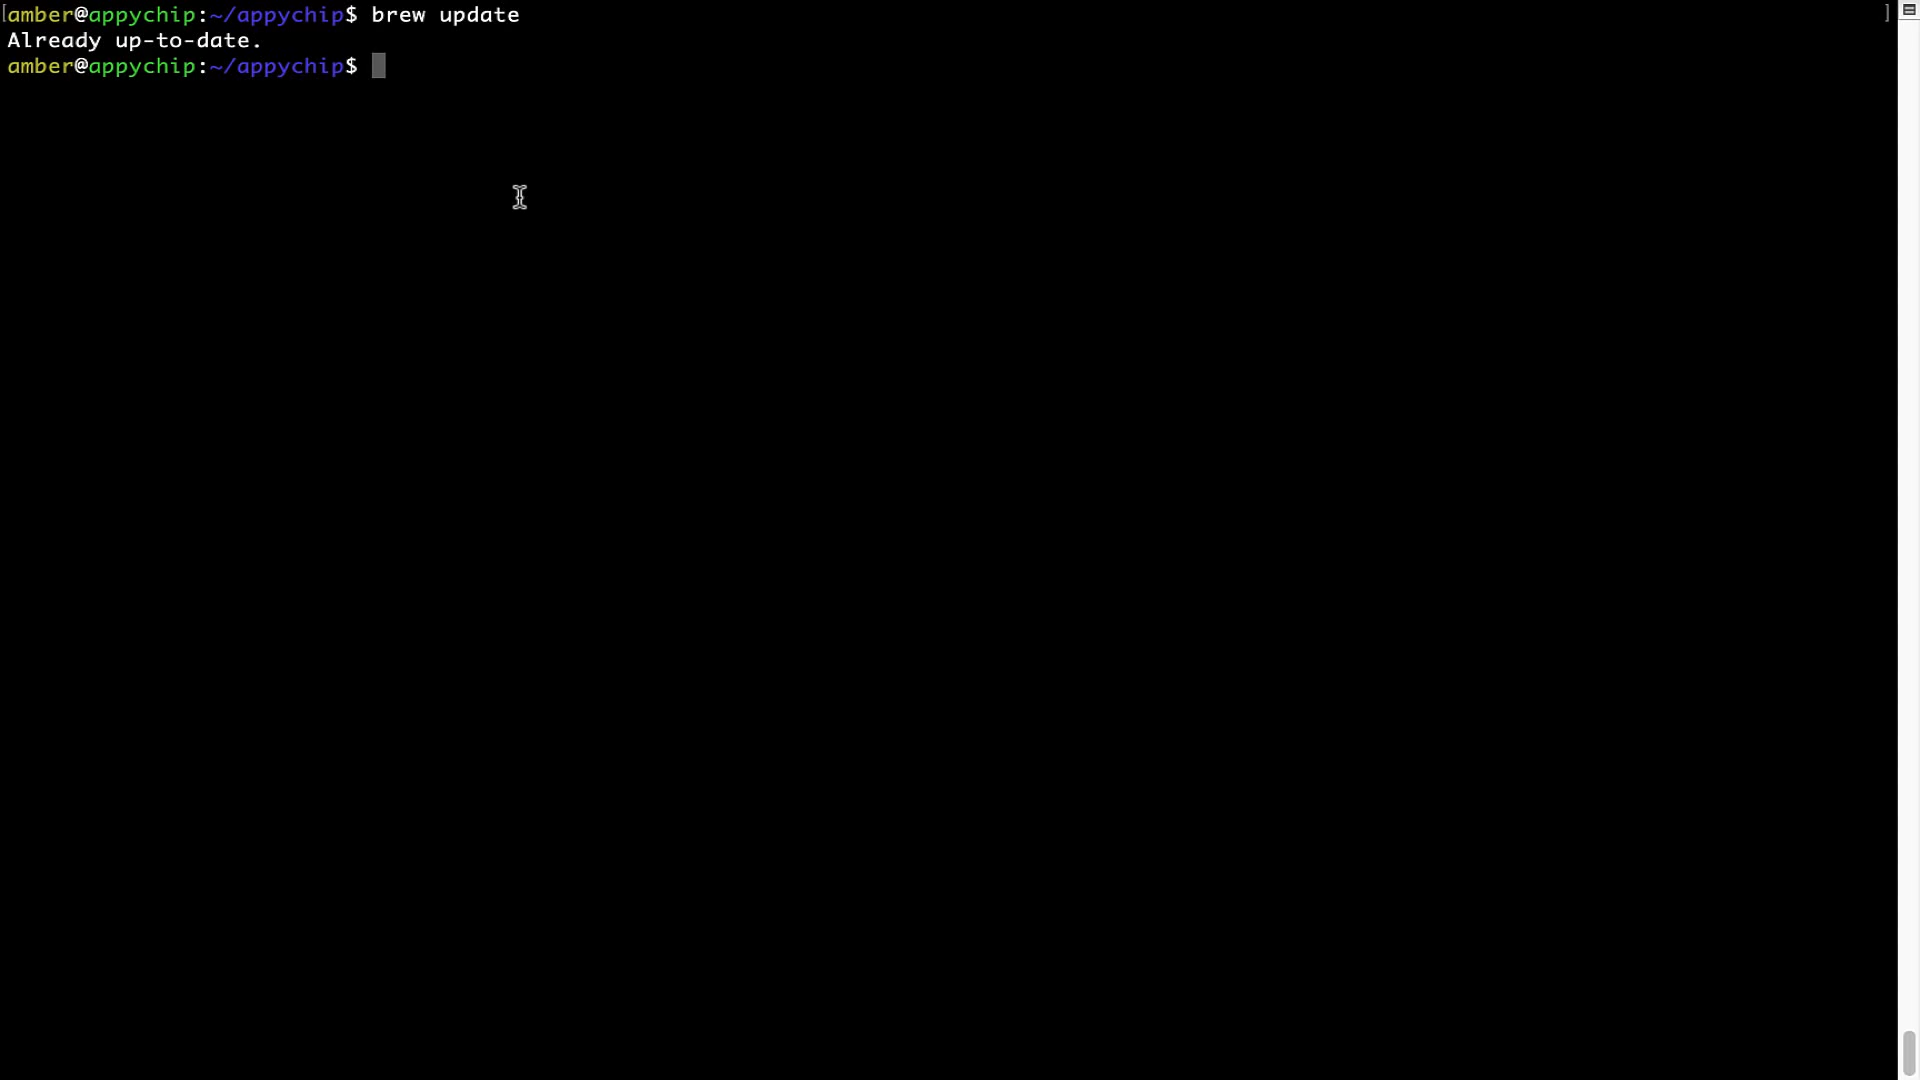 [amber@appychip:~/appychip$ brew update ]
Already up-to-date.
amber@appychip:~/appychip$